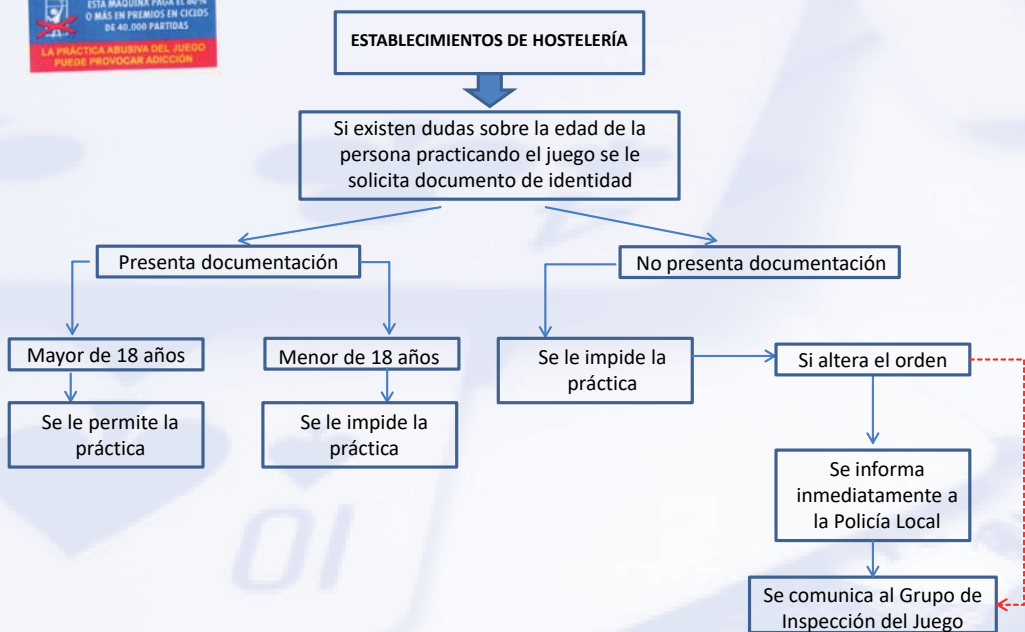 ESTA MÁQUINA PAGA EL 80%
O MÁS EN PREMIOS EN CICLOS
DE 40.000 PARTIDAS
LA PRÁCTICA ABUSIVA DEL JUEGO
PUEDE PROVOCAR ADICCIÓN
ESTABLECIMIENTOS DE HOSTELERÍA
Si existen dudas sobre la edad de la
persona practicando el juego se le
solicita documento de identidad
Presenta documentación
No presenta documentación
Mayor de 18 años
Menor de 18 años
Se le impide la
práctica
Si altera el orden
Se le permite la
práctica
Se le impide la
práctica
Se informa
inmediatamente a
la Policía Local
Se comunica al Grupo de
Inspección del Juego